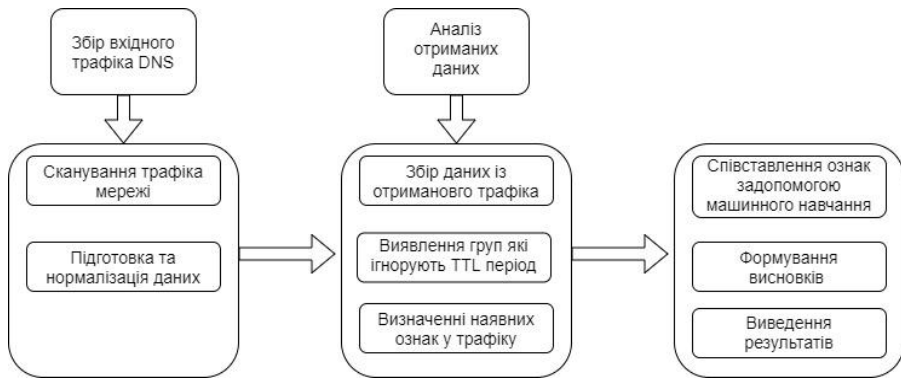 Збір вхідного
трафіка DNS
Аналіз
отриманих
даних
Сканування трафіка
мережі
Підготовка та
нормалізація даних
Збір даних із
отриманово трафіка
Виявлення груп які
ігнорують TTL період
Визначенні наявних
ознак у трафіку
Співставлення ознак
задопомогою
машинного навчання
Формування
висновків
Виведення
результатів